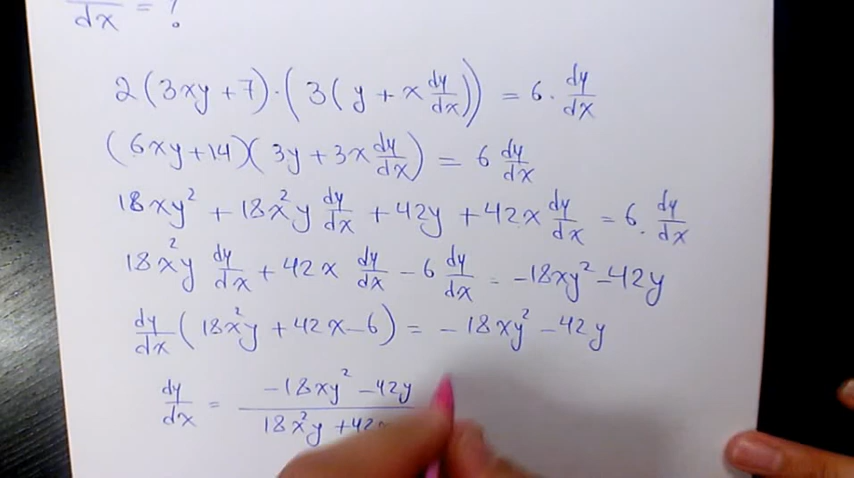 dy/dx = ?
2(3xy+7)·(3(y + x dy/dx)) = 6· dy/dx
(6xy+14)(3y+3x dy/dx) = 6 dy/dx
18xy² + 18x²y dy/dx + 42y + 42x dy/dx = 6· dy/dx
18x²y dy/dx + 42x dy/dx - 6 dy/dx = -18xy² - 42y
dy/dx (18x²y + 42x - 6) = -18xy² - 42y
dy/dx = -18xy² - 42y
18x²y + 42